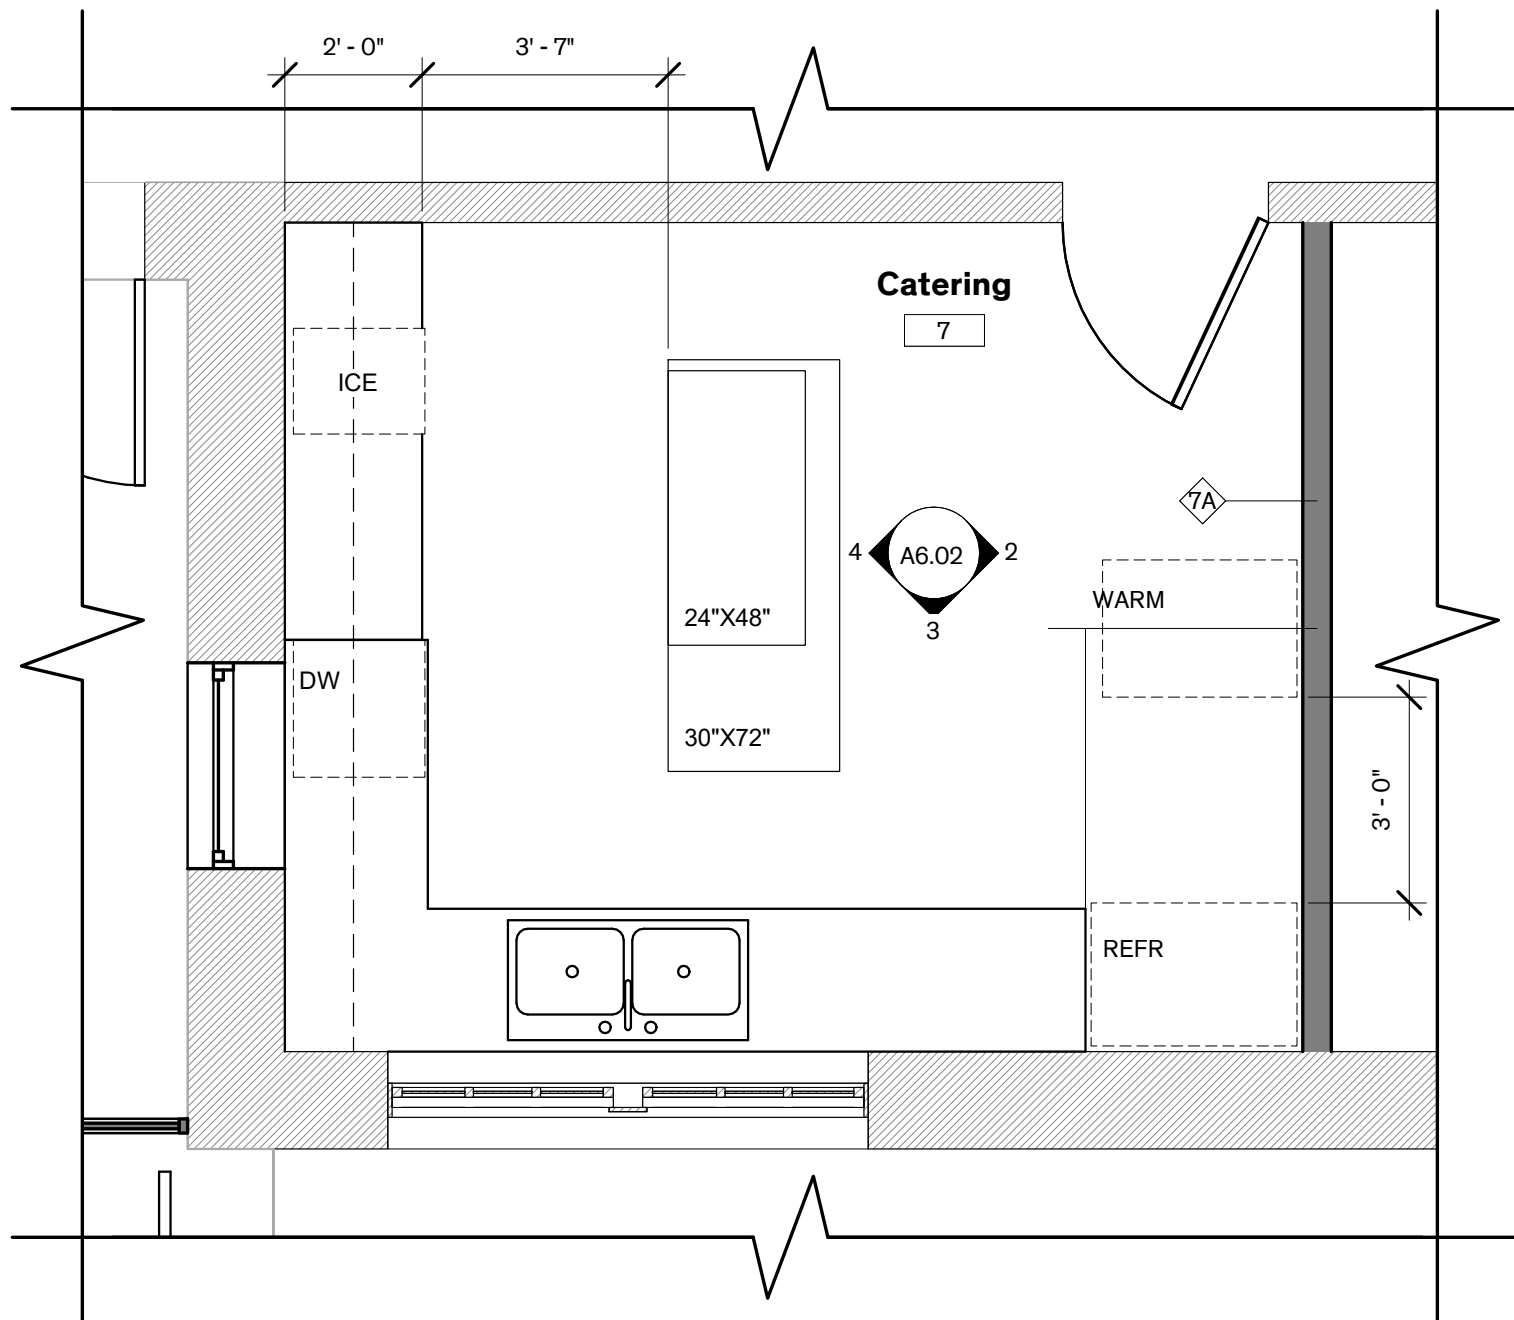 2' - 0"
3' - 7"
Catering
7
ICE
7A
4
A6.02
2
3
WARM
24"X48"
DW
30"X72"
3' - 0"
REFR